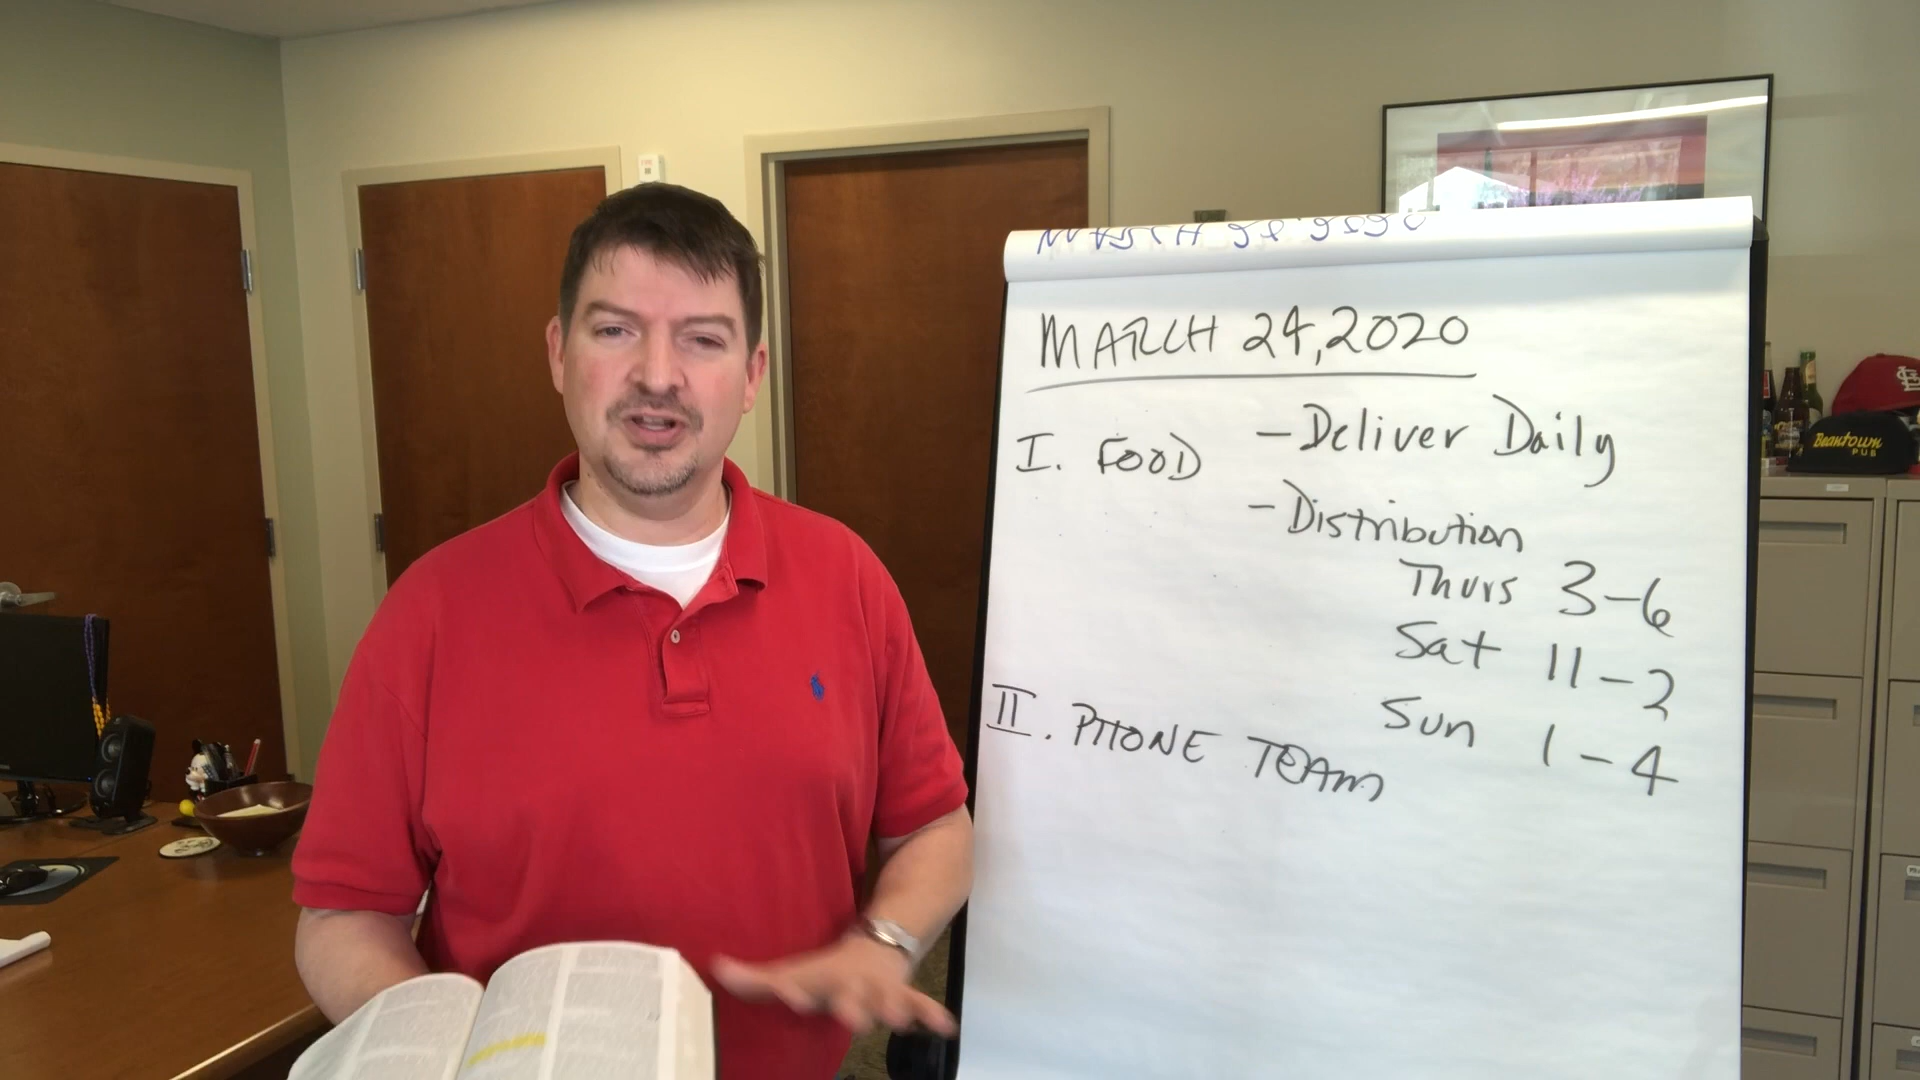 MARCH 24, 2020
I. FOOD - Deliver Daily
- Distribution
Thurs 3-6
Sat 11-2
Sun 1-4
II. PHONE TEAM
Beantown
PUB